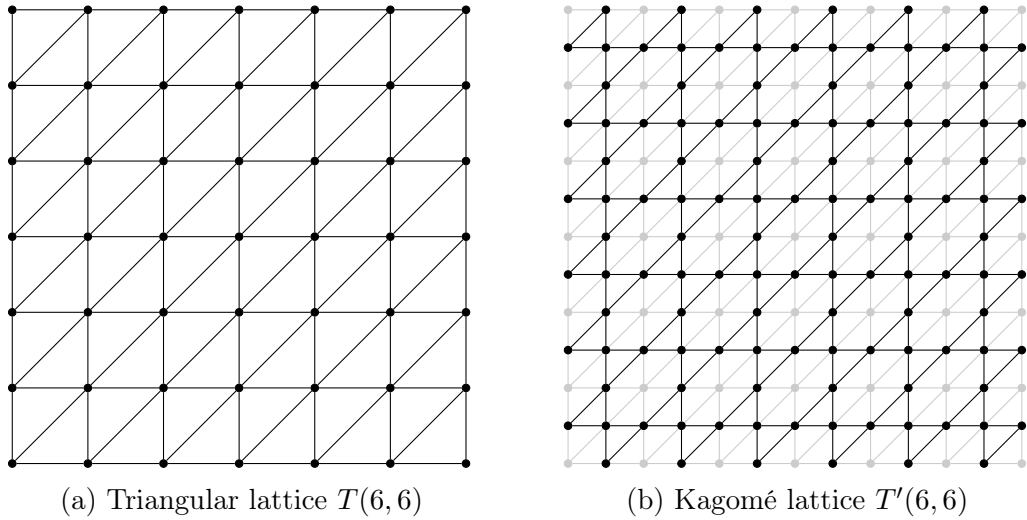 (a) Triangular lattice T(6, 6)
(b) Kagomé lattice T′(6, 6)